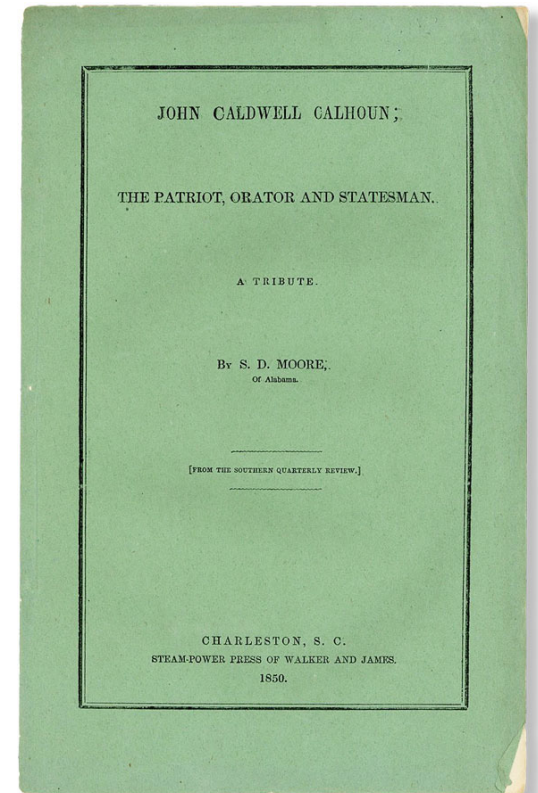 JOHN CALDWELL CALHOUN;
THE PATRIOT, ORATOR AND STATESMAN.
A TRIBUTE.
BY S. D. MOORE,
Of Alabama.
[FROM THE SOUTHERN QUARTERLY REVIEW.]
CHARLESTON, S. C.
STEAM-POWER PRESS OF WALKER AND JAMES.
1850.